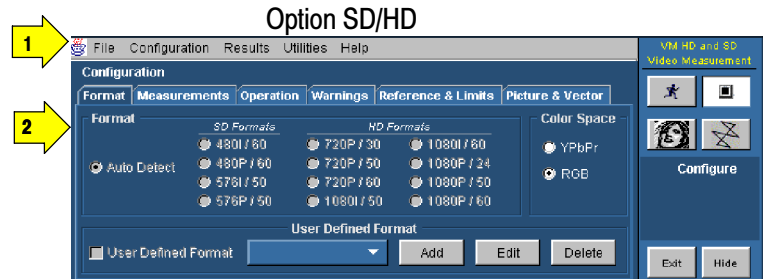 Option SD/HD
1
File Configuration Results Utilities Help
VM HD and SD
Video Measurement
Configuration
Format Measurements Operation Warnings Reference & Limits Picture & Vector
2
Format
SD Formats
HD Formats
Color Space
Auto Detect
480I / 60
720P / 30
1080I / 60
480P / 60
720P / 50
1080P / 24
576I / 50
720P / 60
1080P / 50
576P / 50
1080I / 50
1080P / 60
YPbPr
RGB
Configure
User Defined Format
User Defined Format
Add
Edit
Delete
Exit
Hide